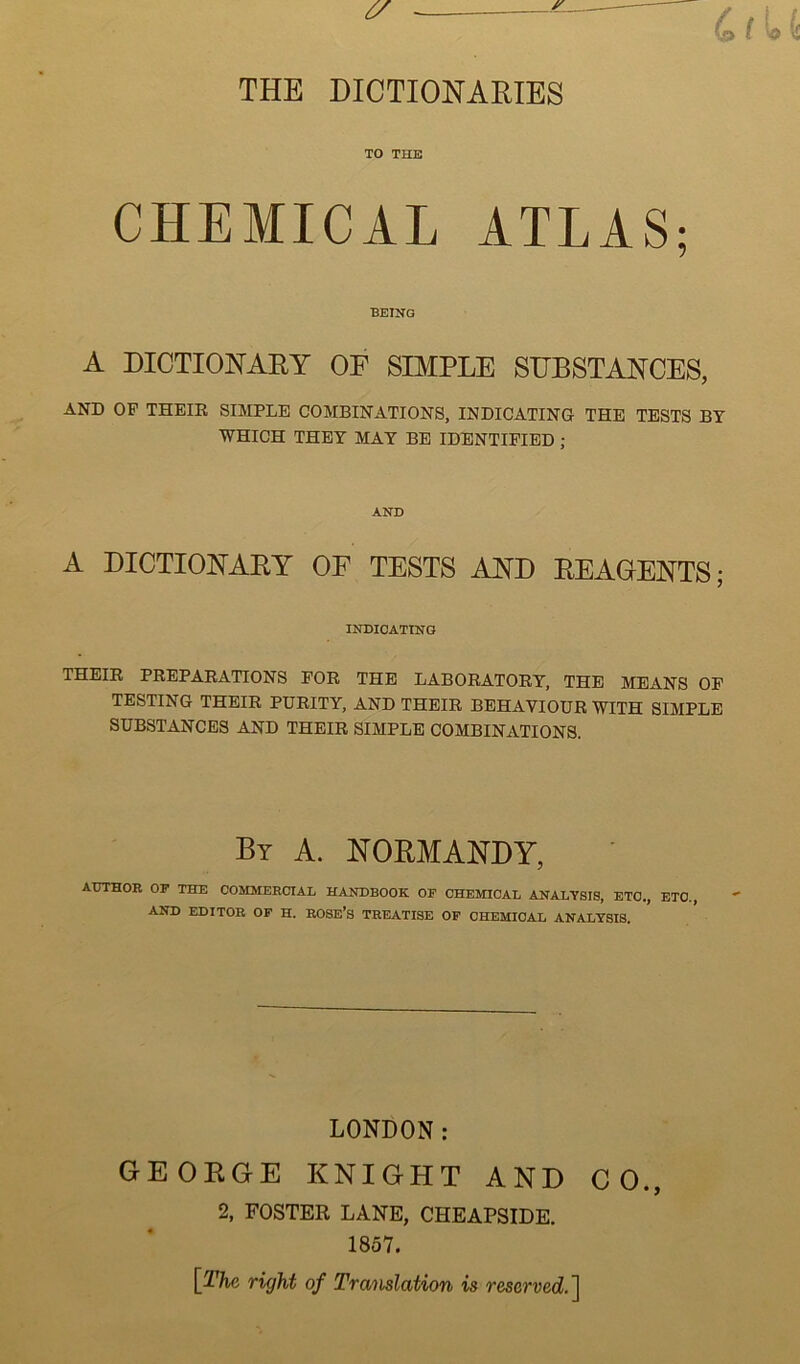 THE DICTIONARIES
TO THE
CHEMICAL ATLAS;
BEING
A DICTIONARY OF SIMPLE SUBSTANCES,
AND OF THEIR SIMPLE COMBINATIONS, INDICATING THE TESTS BY
WHICH THEY MAY BE IDENTIFIED;
AND
A DICTIONARY OF TESTS AND REAGENTS;
INDICATING
THEIR PREPARATIONS FOR THE LABORATORY, THE MEANS OF
TESTING THEIR PURITY, AND THEIR BEHAVIOUR WITH SIMPLE
SUBSTANCES AND THEIR SIMPLE COMBINATIONS.
BY A. NORMANDY,
AUTHOR OF THE COMMERCIAL HANDBOOK OF CHEMICAL ANALYSIS, ETC., ETC.,
AND EDITOR OF H. ROSE'S TREATISE OF CHEMICAL ANALYSIS.
LONDON:
GEORGE KNIGHT AND CO.,
2, FOSTER LANE, CHEAPSIDE.
1857.
[The right of Translation is reserved.]